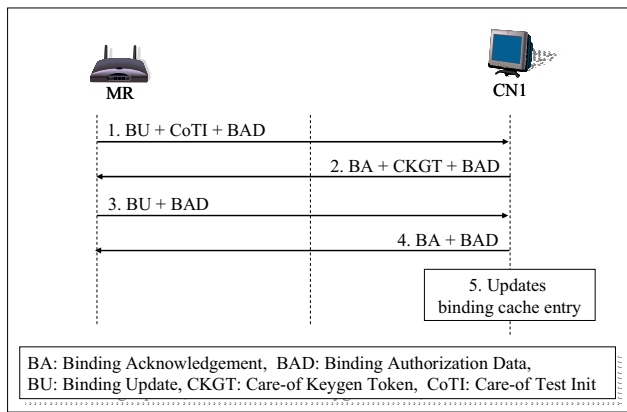 MR
CN1
1. BU + CoTI + BAD
2. BA + CKGT + BAD
3. BU + BAD
4. BA + BAD
5. Updates
binding cache entry
BA: Binding Acknowledgement, BAD: Binding Authorization Data,
BU: Binding Update, CKGT: Care-of Keygen Token, CoTI: Care-of Test Init